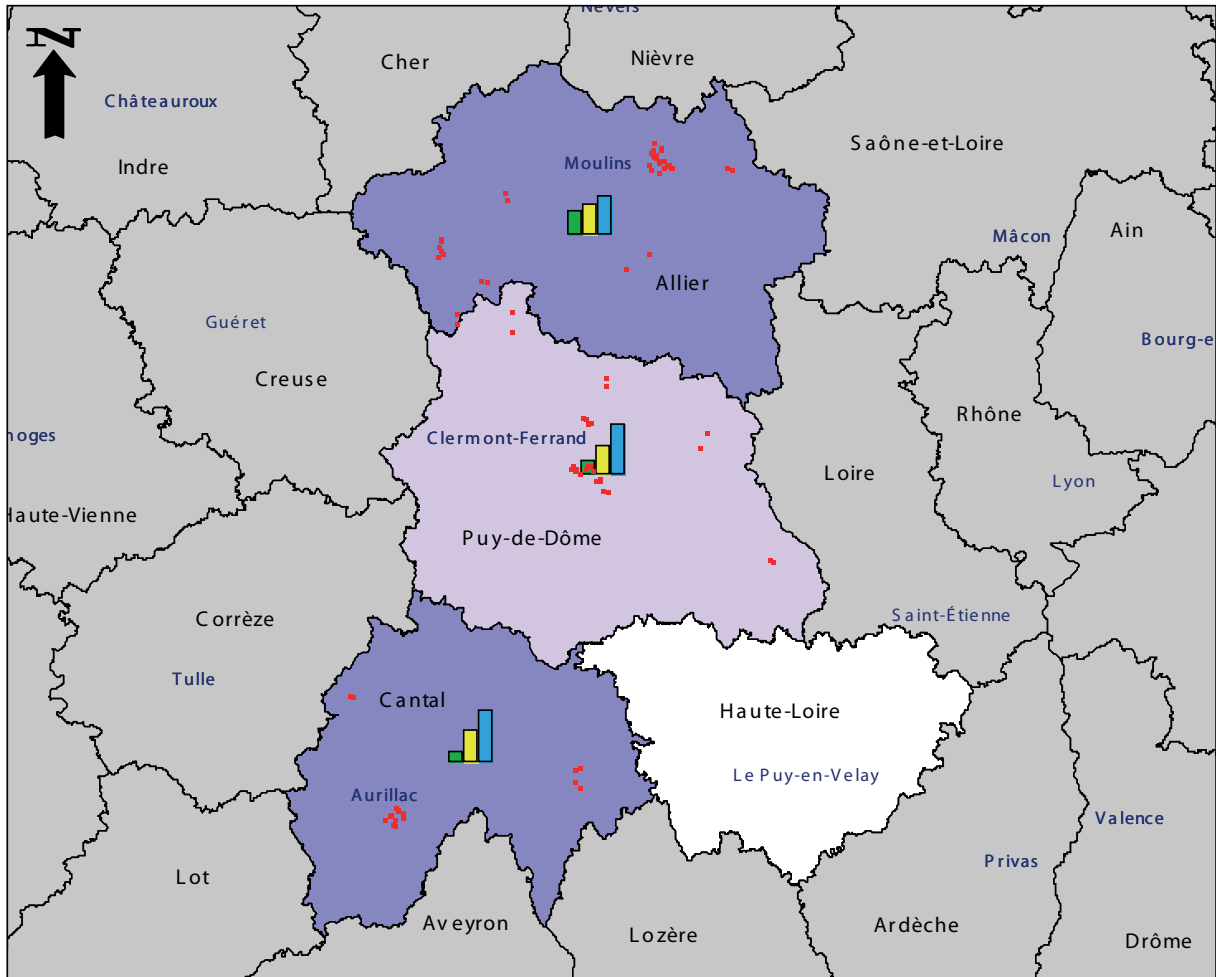 Nevers
N
Cher
Nièvre
Châteauroux
Saône-et-Loire
Moulins
Indre
Ain
Mâcon
Allier
Guéret
Bourg-e
Creuse
Rhône
noges
Clermont-Ferrand
Loire
Lyon
Haute-Vienne
Puy-de-Dôme
Corrèze
Saint-Étienne
Tulle
Cantal
Haute-Loire
Le Puy-en-Velay
Aurillac
Valence
Privas
Lot
Aveyron
Ardèche
Lozère
Drôme